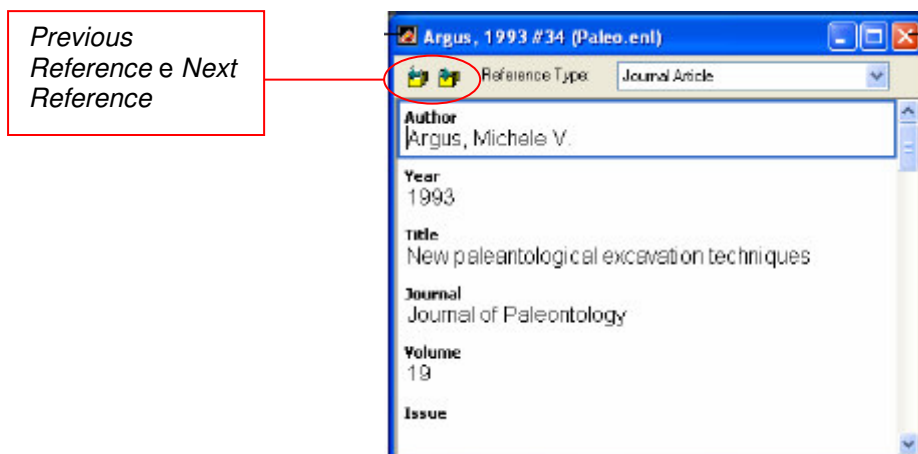 Previous
Reference e Next
Reference
Argus, 1993 #34 (Paleo.enl)
Reference Type: Journal Article
Author
Argus, Michele V.
Year
1993
Title
New paleantological excavation techniques
Journal
Journal of Paleontology
Volume
19
Issue